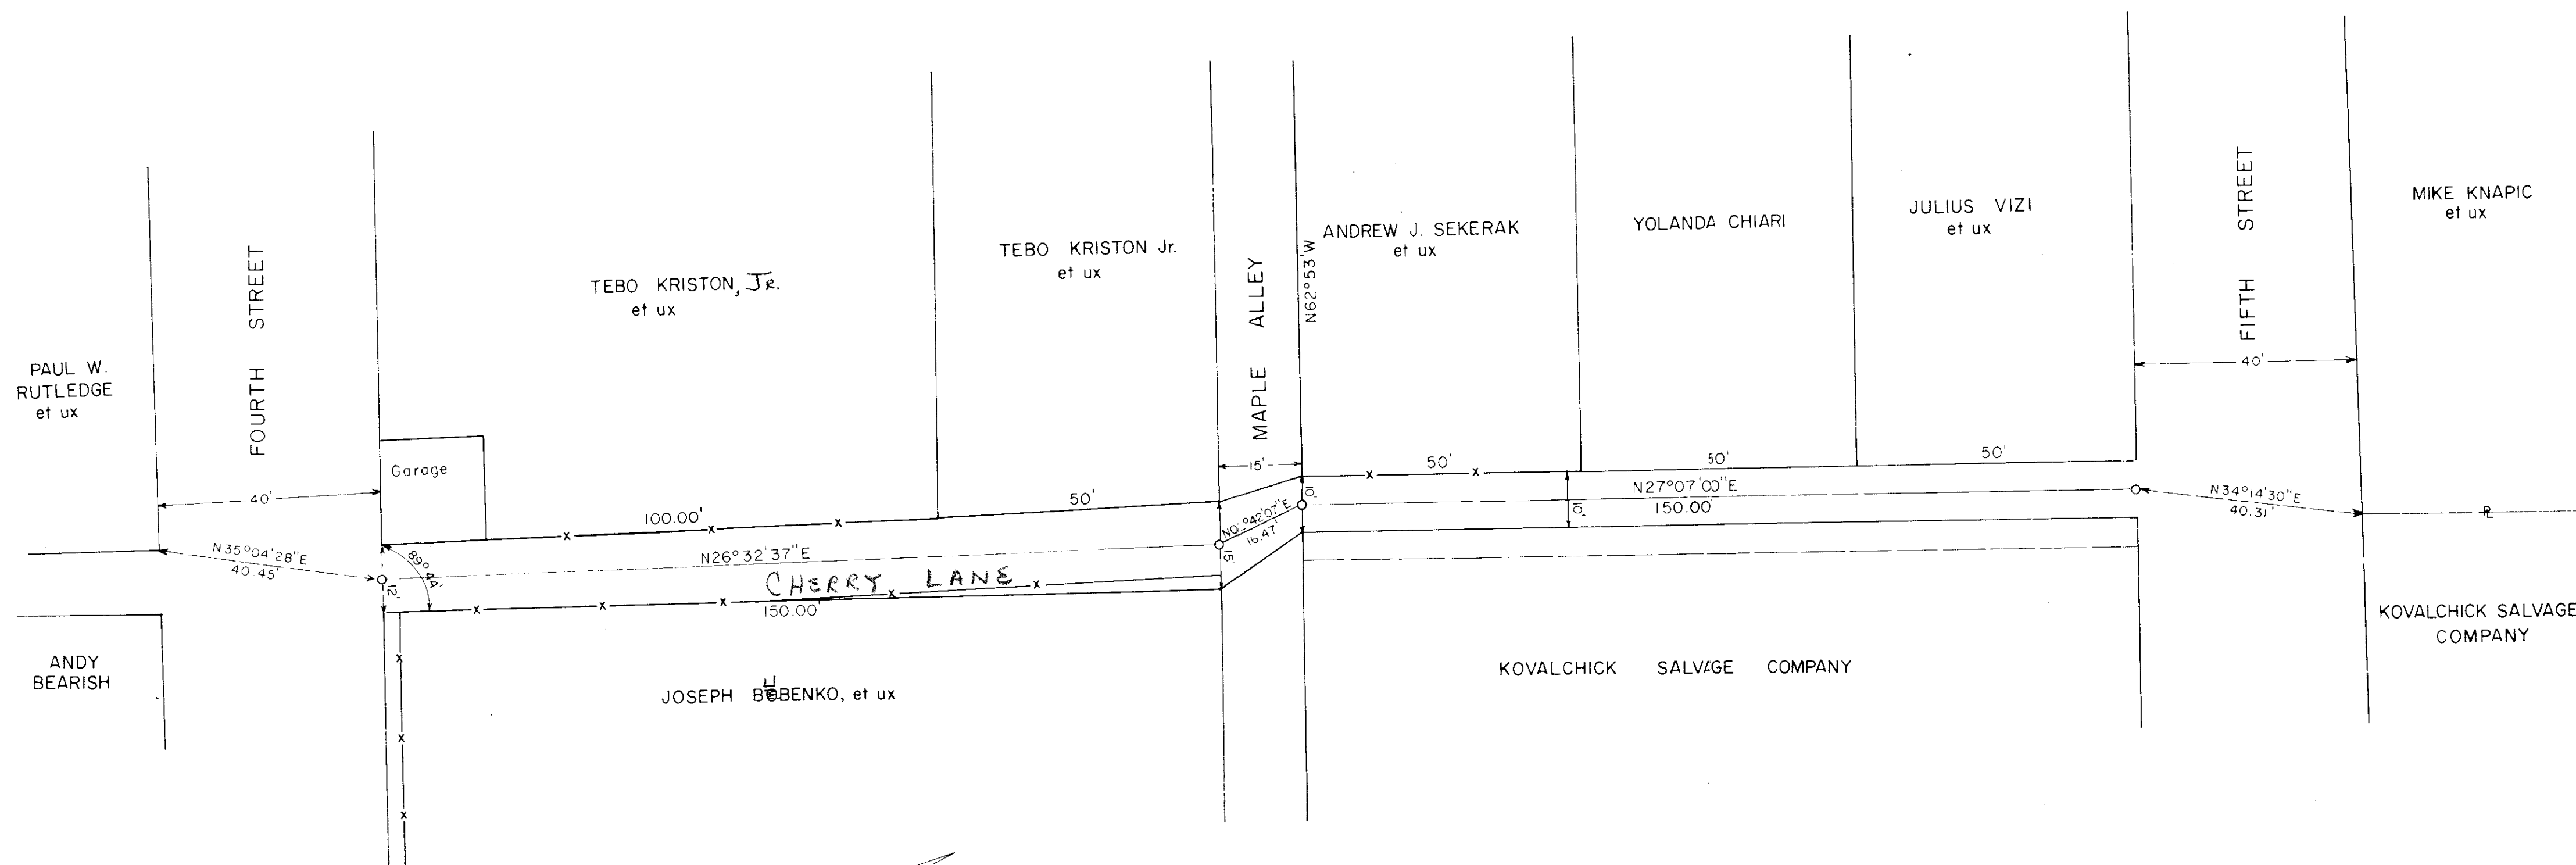 PAUL W.
RUTLEDGE
et ux
FOURTH STREET
40'
N35°04'28"E
40.45'
ANDY
BEARISH
Garage
89°44'
12'
TEBO KRISTON, JR.
et ux
100.00'
N26°32'37"E
CHERRY LANE
150.00'
JOSEPH BUBENKO, et ux
TEBO KRISTON Jr.
et ux
50'
MAPLE ALLEY
15'
15'
16.47'
N62°53'W
10'
ANDREW J. SEKERAK
et ux
50'
YOLANDA CHIARI
50'
10'
N27°07'00"E
150.00'
JULIUS VIZI
et ux
50'
KOVALCHICK SALVAGE COMPANY
FIFTH STREET
40'
N34°14'30"E
40.31'
MIKE KNAPIC
et ux
PL
KOVALCHICK SALVAGE
COMPANY